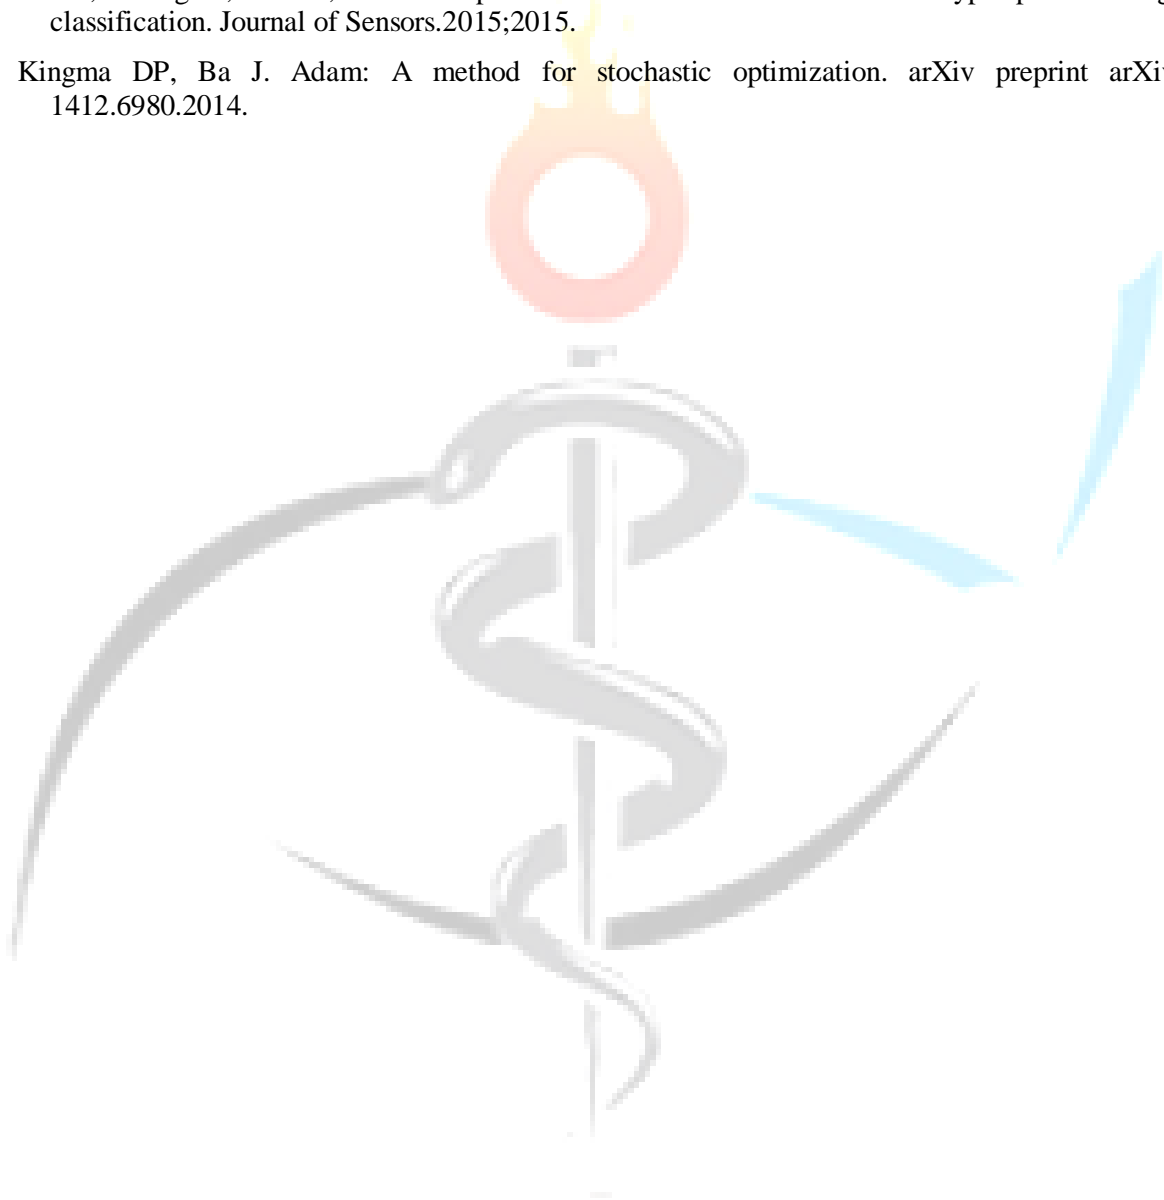 classification. Journal of Sensors.2015;2015.
Kingma DP, Ba J. Adam: A method for stochastic optimization. arXiv preprint
1412.6980.2014.